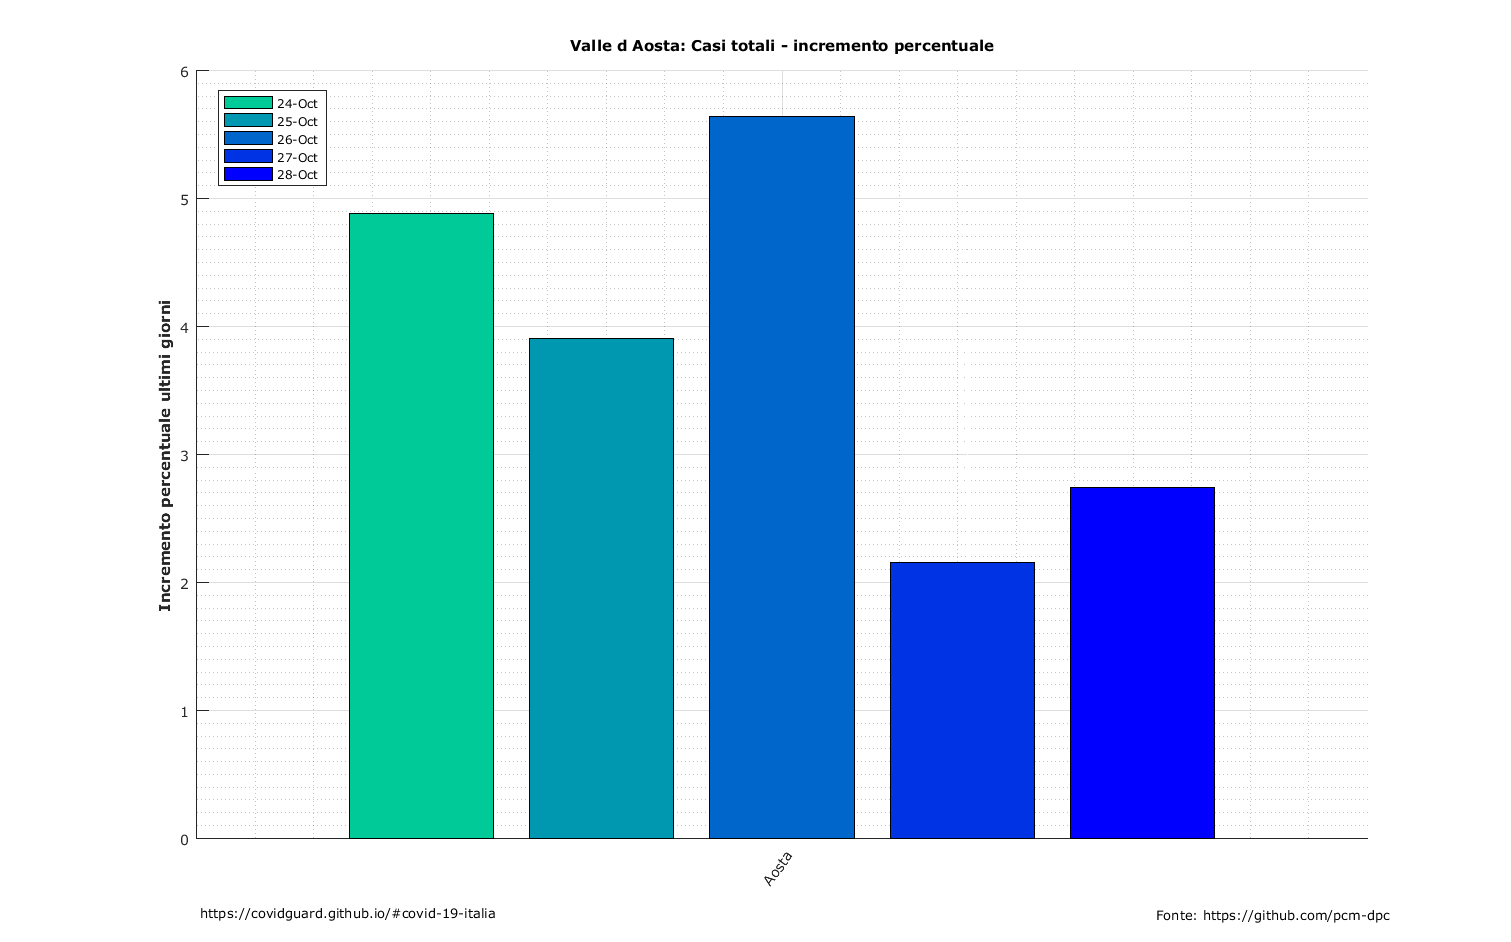 Valle d Aosta: Casi totali - incremento percentuale
6
5
4
3
2
1
0
24-Oct
25-Oct
26-Oct
27-Oct
28-Oct
Incremento percentuale ultimi giorni
Aosta
https://covidguard.github.io/#covid-19-italia
Fonte: https://github.com/pcm-dpc